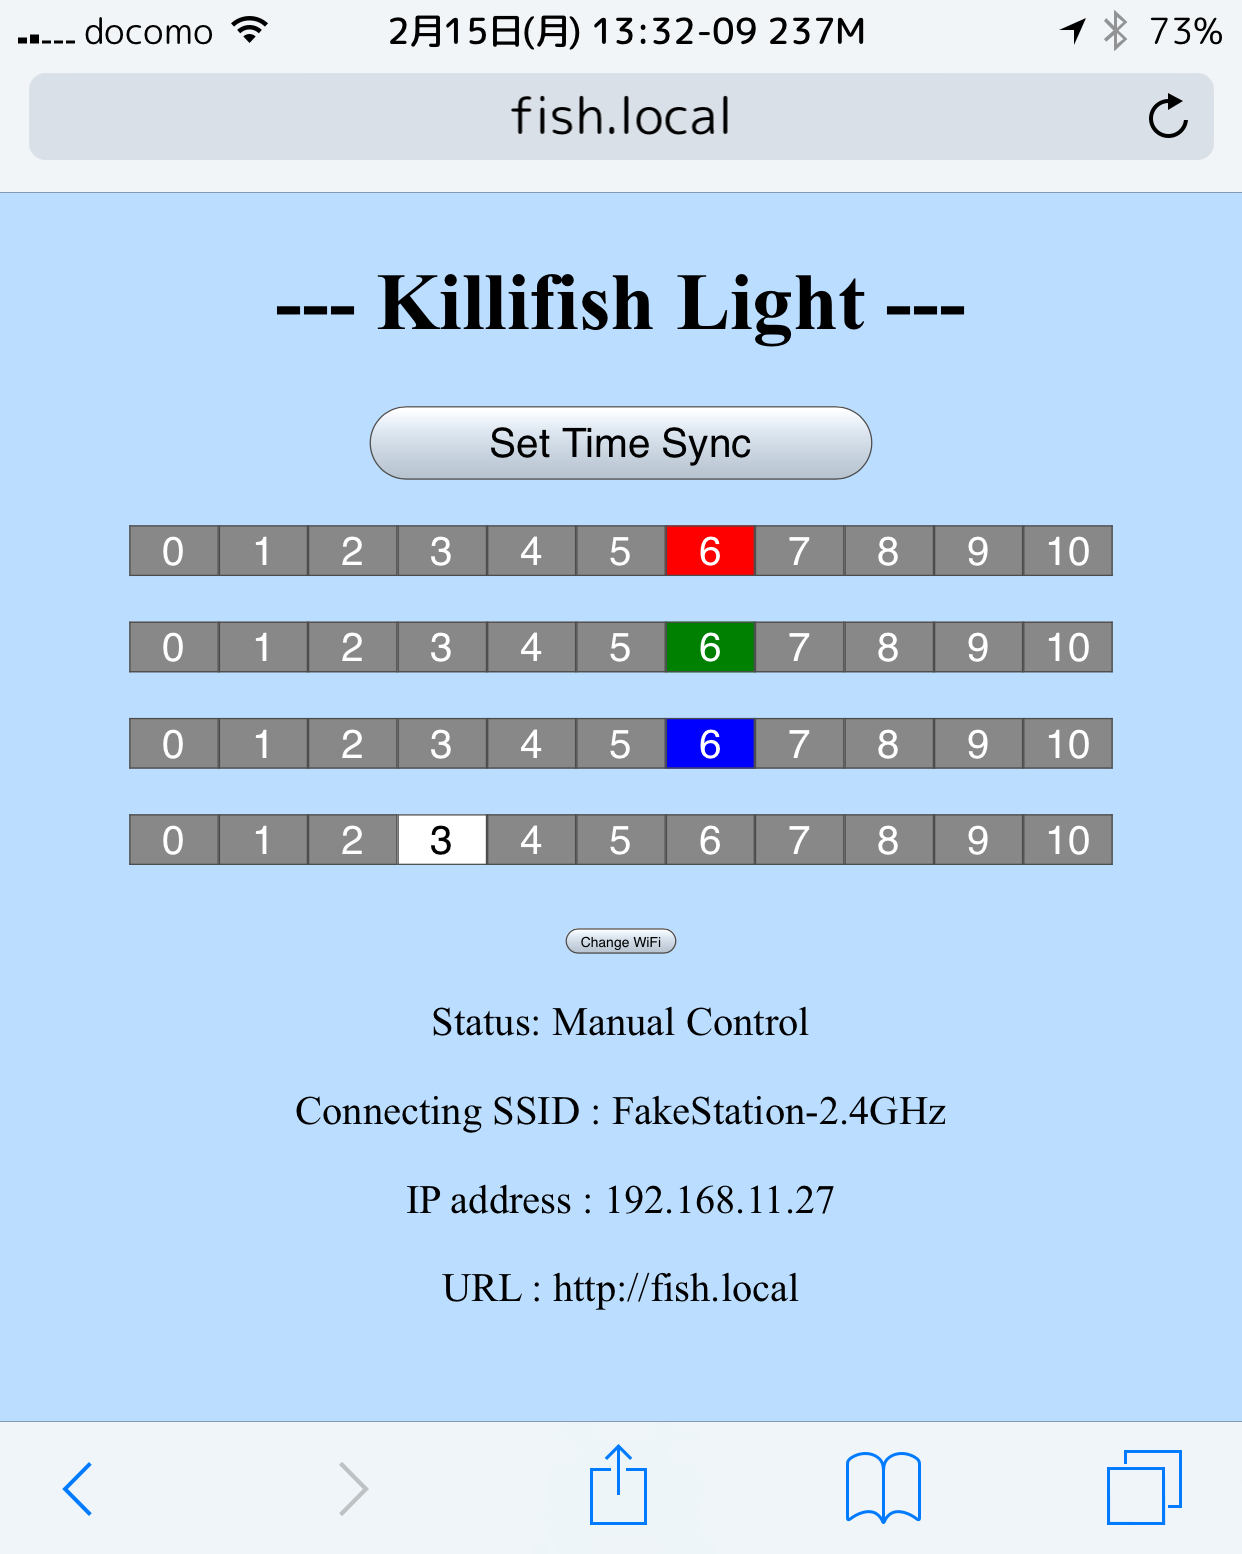 docomo 2月15日(月) 13:32-09 237M 73%
fish.local
--- Killifish Light ---
Set Time Sync
0 1 2 3 4 5 6 7 8 9 10
0 1 2 3 4 5 6 7 8 9 10
0 1 2 3 4 5 6 7 8 9 10
0 1 2 3 4 5 6 7 8 9 10
Change WiFi
Status: Manual Control
Connecting SSID : FakeStation-2.4GHz
IP address : 192.168.11.27
URL : http://fish.local